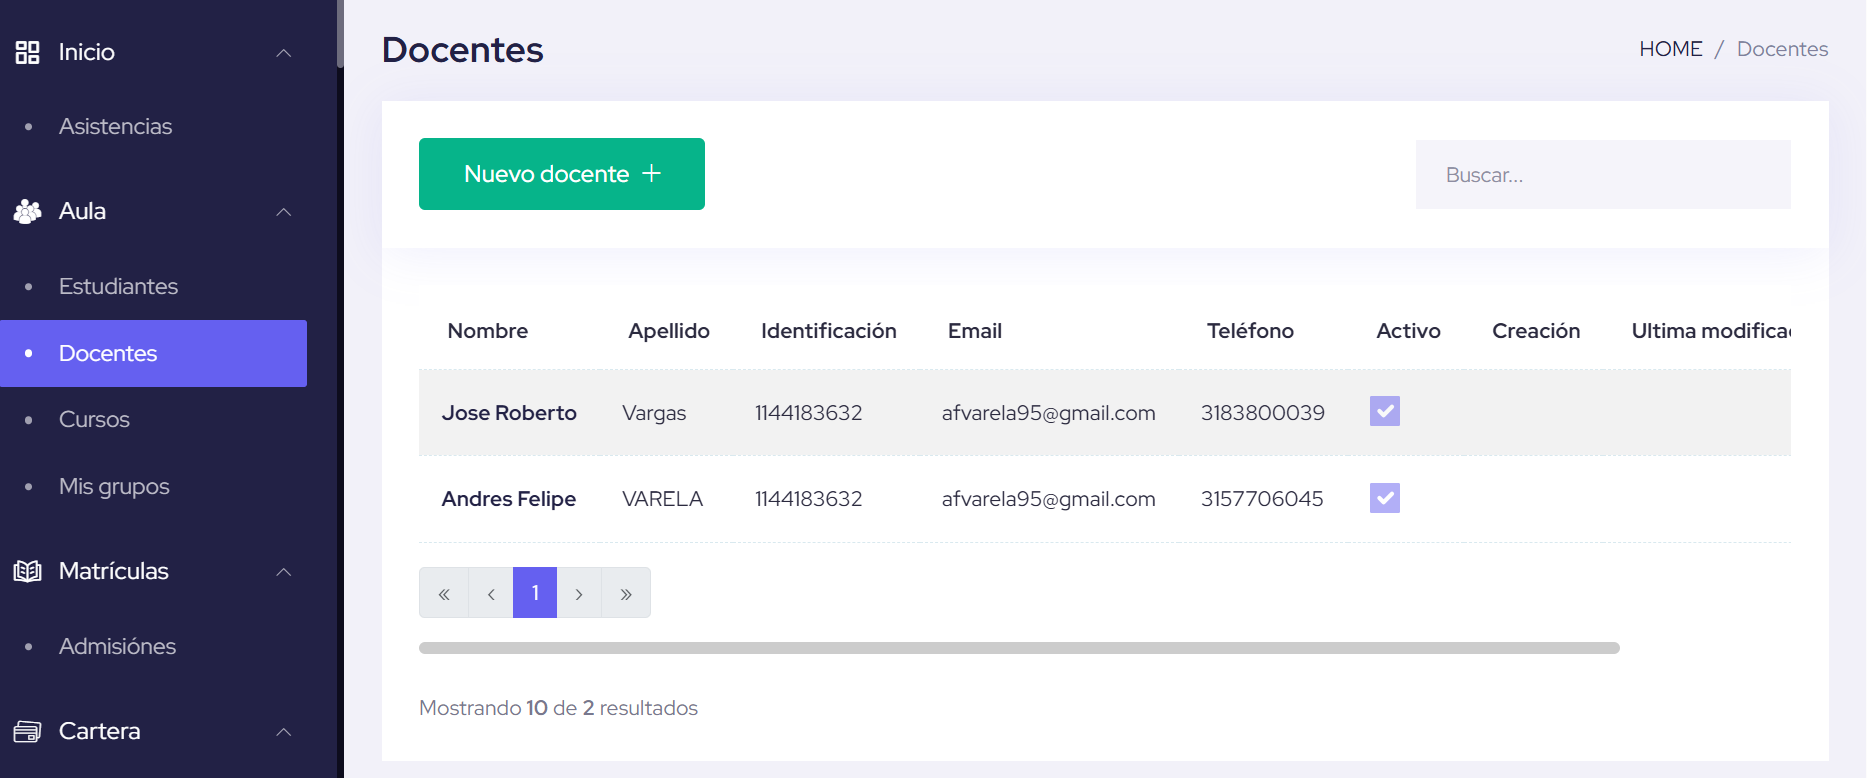 Inicio
Asistencias
Aula
Estudiantes
Docentes
Cursos
Mis grupos
Matrículas
Admisiónes
Cartera
Docentes
HOME / Docentes
Nuevo docente +
Buscar...
Nombre Apellido Identificación Email Teléfono Activo Creación Ultima modifica
Jose Roberto Vargas 1144183632 afvarela95@gmail.com 3183800039
Andres Felipe VARELA 1144183632 afvarela95@gmail.com 3157706045
« ‹ 1 › »
Mostrando 10 de 2 resultados